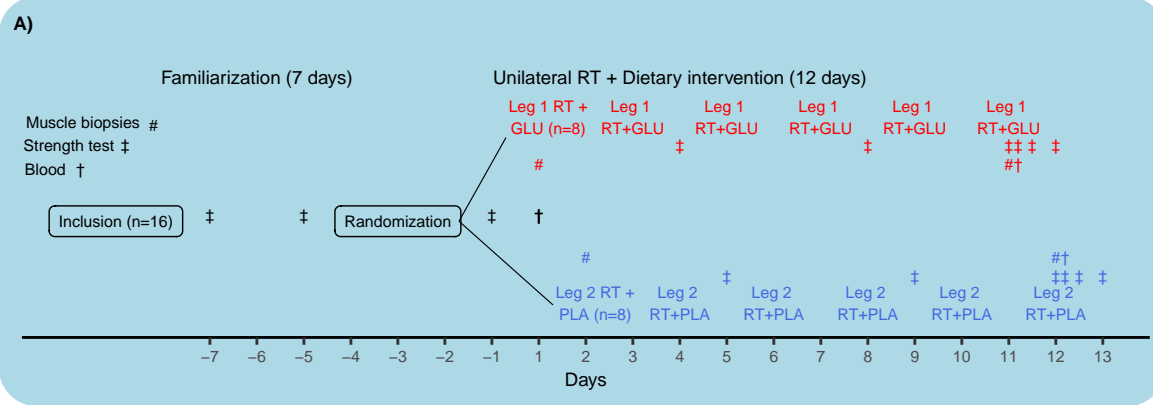 A)
Familiarization (7 days)
Unilateral RT + Dietary intervention (12 days)
Muscle biopsies #
Strength test ‡
Blood †
Leg 1 RT + Leg 1 Leg 1 Leg 1 Leg 1 Leg 1
GLU (n=8) RT+GLU RT+GLU RT+GLU RT+GLU RT+GLU
‡ ‡ ‡‡ ‡ ‡
# #†
Inclusion (n=16) ‡ ‡ Randomization ‡ †
# #†
‡ ‡ ‡‡ ‡ ‡
Leg 2 RT + Leg 2 Leg 2 Leg 2 Leg 2 Leg 2
PLA (n=8) RT+PLA RT+PLA RT+PLA RT+PLA RT+PLA
−7 −6 −5 −4 −3 −2 −1 1 2 3 4 5 6 7 8 9 10 11 12 13
Days